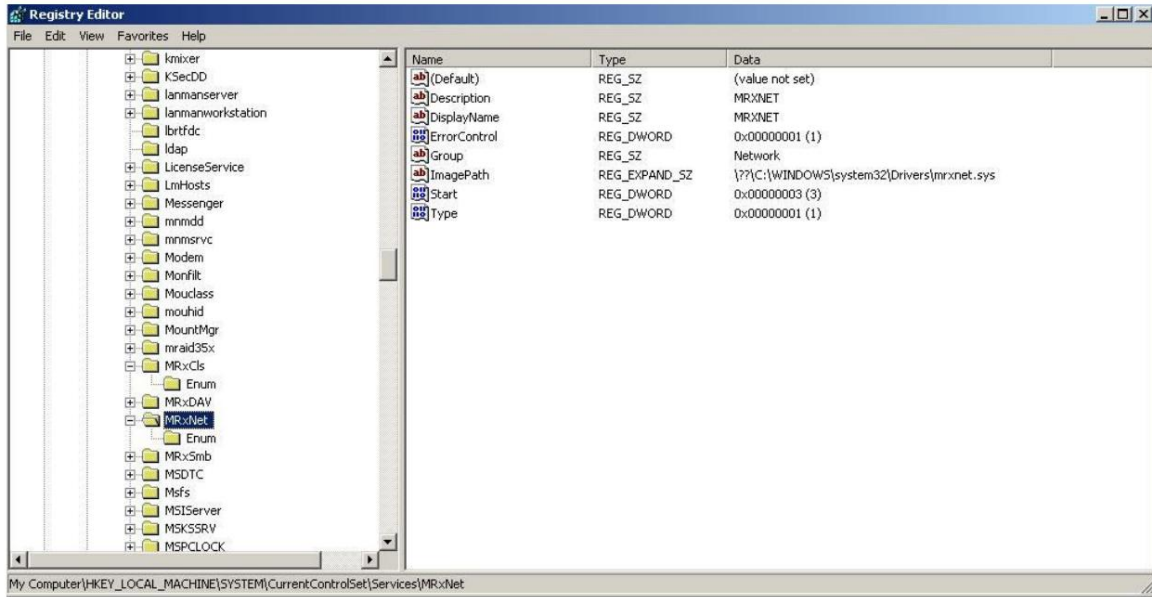 Registry Editor
File Edit View Favorites Help
kmixer
KSecDD
lanmanserver
lanmanworkstation
lbrtfdc
ldap
LicenseService
LmHosts
Messenger
mnmdd
mnmsrvc
Modem
Monfilt
Mouclass
mouhid
MountMgr
mraid35x
MRxCls
Enum
MRxDAV
MRxNet
Enum
MRxSmb
MSDTC
Msfs
MSIServer
MSKSSRV
MSPCLOCK
Name Type Data
(Default) REG_SZ (value not set)
Description REG_SZ MRXNET
DisplayName REG_SZ MRXNET
ErrorControl REG_DWORD 0x00000001 (1)
Group REG_SZ Network
ImagePath REG_EXPAND_SZ \??\C:\WINDOWS\system32\Drivers\mrxnet.sys
Start REG_DWORD 0x00000003 (3)
Type REG_DWORD 0x00000001 (1)
My Computer\HKEY_LOCAL_MACHINE\SYSTEM\CurrentControlSet\Services\MRxNet